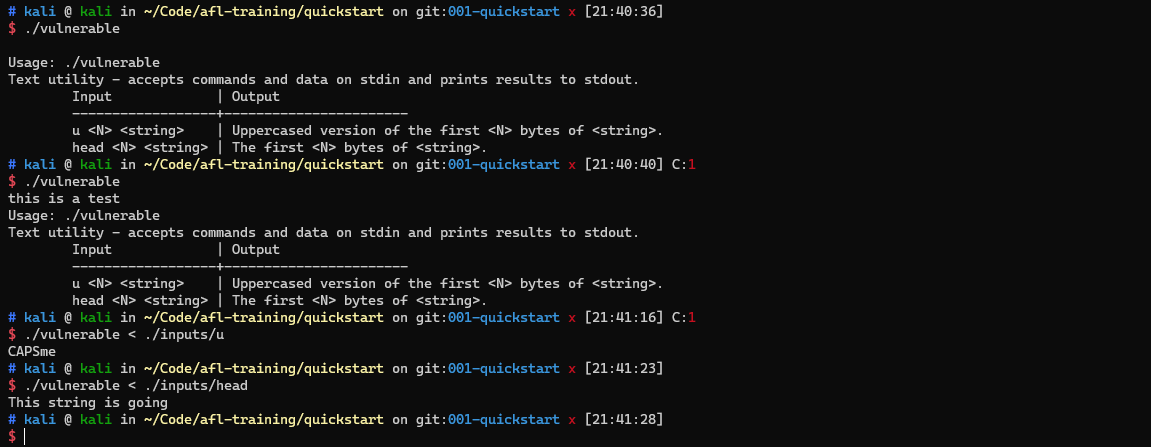 # kali @ kali in ~/Code/afl-training/quickstart on git:001-quickstart x [21:40:36]
$ ./vulnerable

Usage: ./vulnerable
Text utility - accepts commands and data on stdin and prints results to stdout.
        Input             | Output
        ------------------+-----------------------
        u <N> <string>    | Uppercased version of the first <N> bytes of <string>.
        head <N> <string> | The first <N> bytes of <string>.
# kali @ kali in ~/Code/afl-training/quickstart on git:001-quickstart x [21:40:40] C:1
$ ./vulnerable
this is a test
Usage: ./vulnerable
Text utility - accepts commands and data on stdin and prints results to stdout.
        Input             | Output
        ------------------+-----------------------
        u <N> <string>    | Uppercased version of the first <N> bytes of <string>.
        head <N> <string> | The first <N> bytes of <string>.
# kali @ kali in ~/Code/afl-training/quickstart on git:001-quickstart x [21:41:16] C:1
$ ./vulnerable < ./inputs/u
CAPSme
# kali @ kali in ~/Code/afl-training/quickstart on git:001-quickstart x [21:41:23]
$ ./vulnerable < ./inputs/head
This string is going
# kali @ kali in ~/Code/afl-training/quickstart on git:001-quickstart x [21:41:28]
$